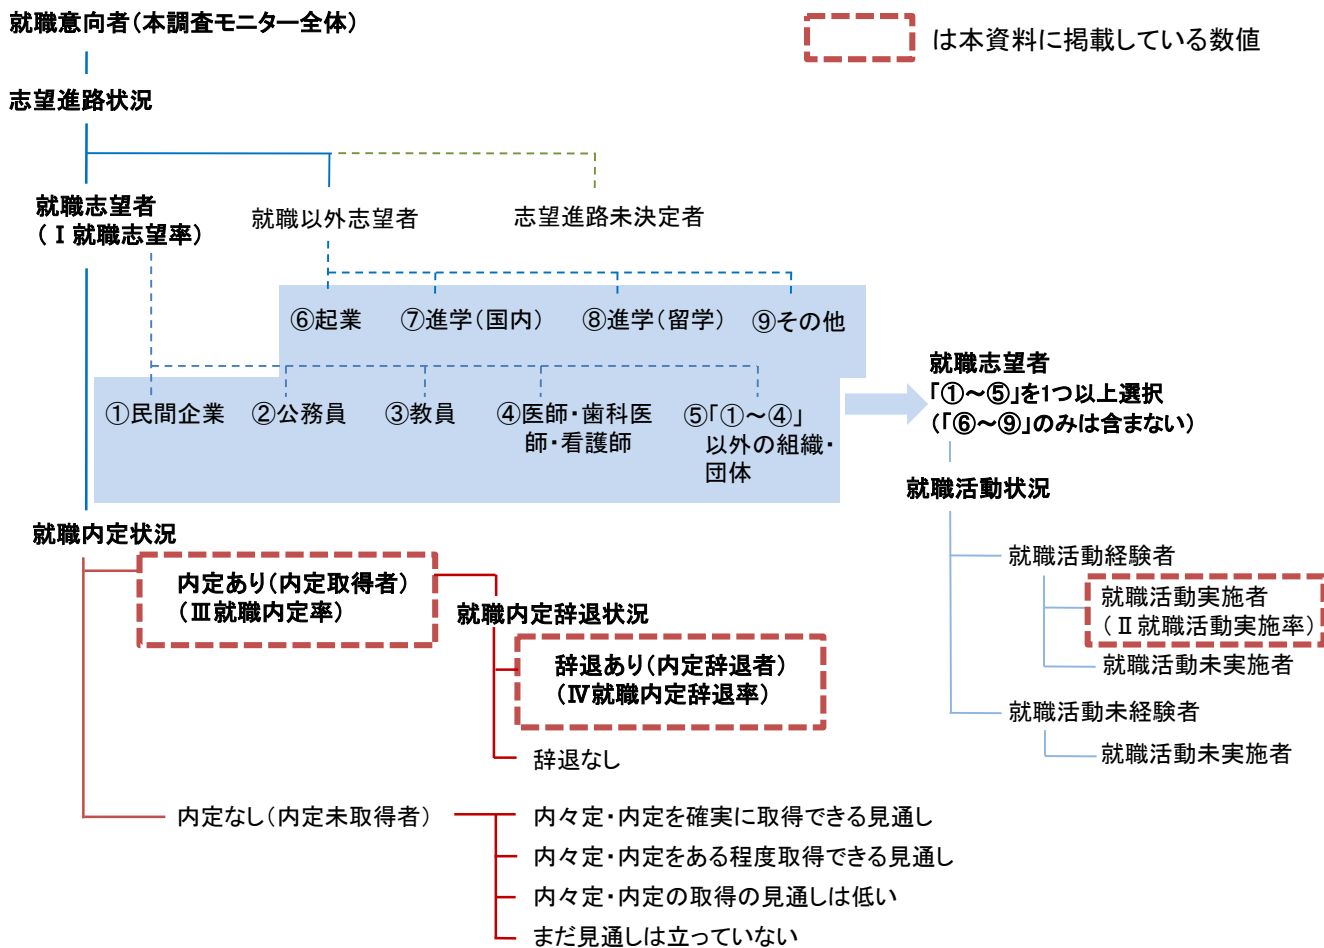 就職意向者(本調査モニター全体)
は本資料に掲載している数値
志望進路状況
就職志望者
(Ⅰ就職志望率)
就職以外志望者
志望進路未決定者
⑥起業
⑦進学(国内)
⑧進学(留学)
⑨その他
①民間企業
②公務員
③教員
④医師・歯科医
師・看護師
⑤「①~④」
以外の組織・
団体
就職志望者
「①~⑤」を1つ以上選択
(「⑥~⑨」のみは含まない)
就職活動状況
就職活動経験者
就職活動実施者
(Ⅱ就職活動実施率)
就職活動未実施者
就職活動未経験者
就職活動未実施者
就職内定状況
内定あり(内定取得者)
(Ⅲ就職内定率)
就職内定辞退状況
辞退あり(内定辞退者)
(Ⅳ就職内定辞退率)
辞退なし
内定なし(内定未取得者)
内々定・内定を確実に取得できる見通し
内々定・内定をある程度取得できる見通し
内々定・内定の取得の見通しは低い
まだ見通しは立っていない